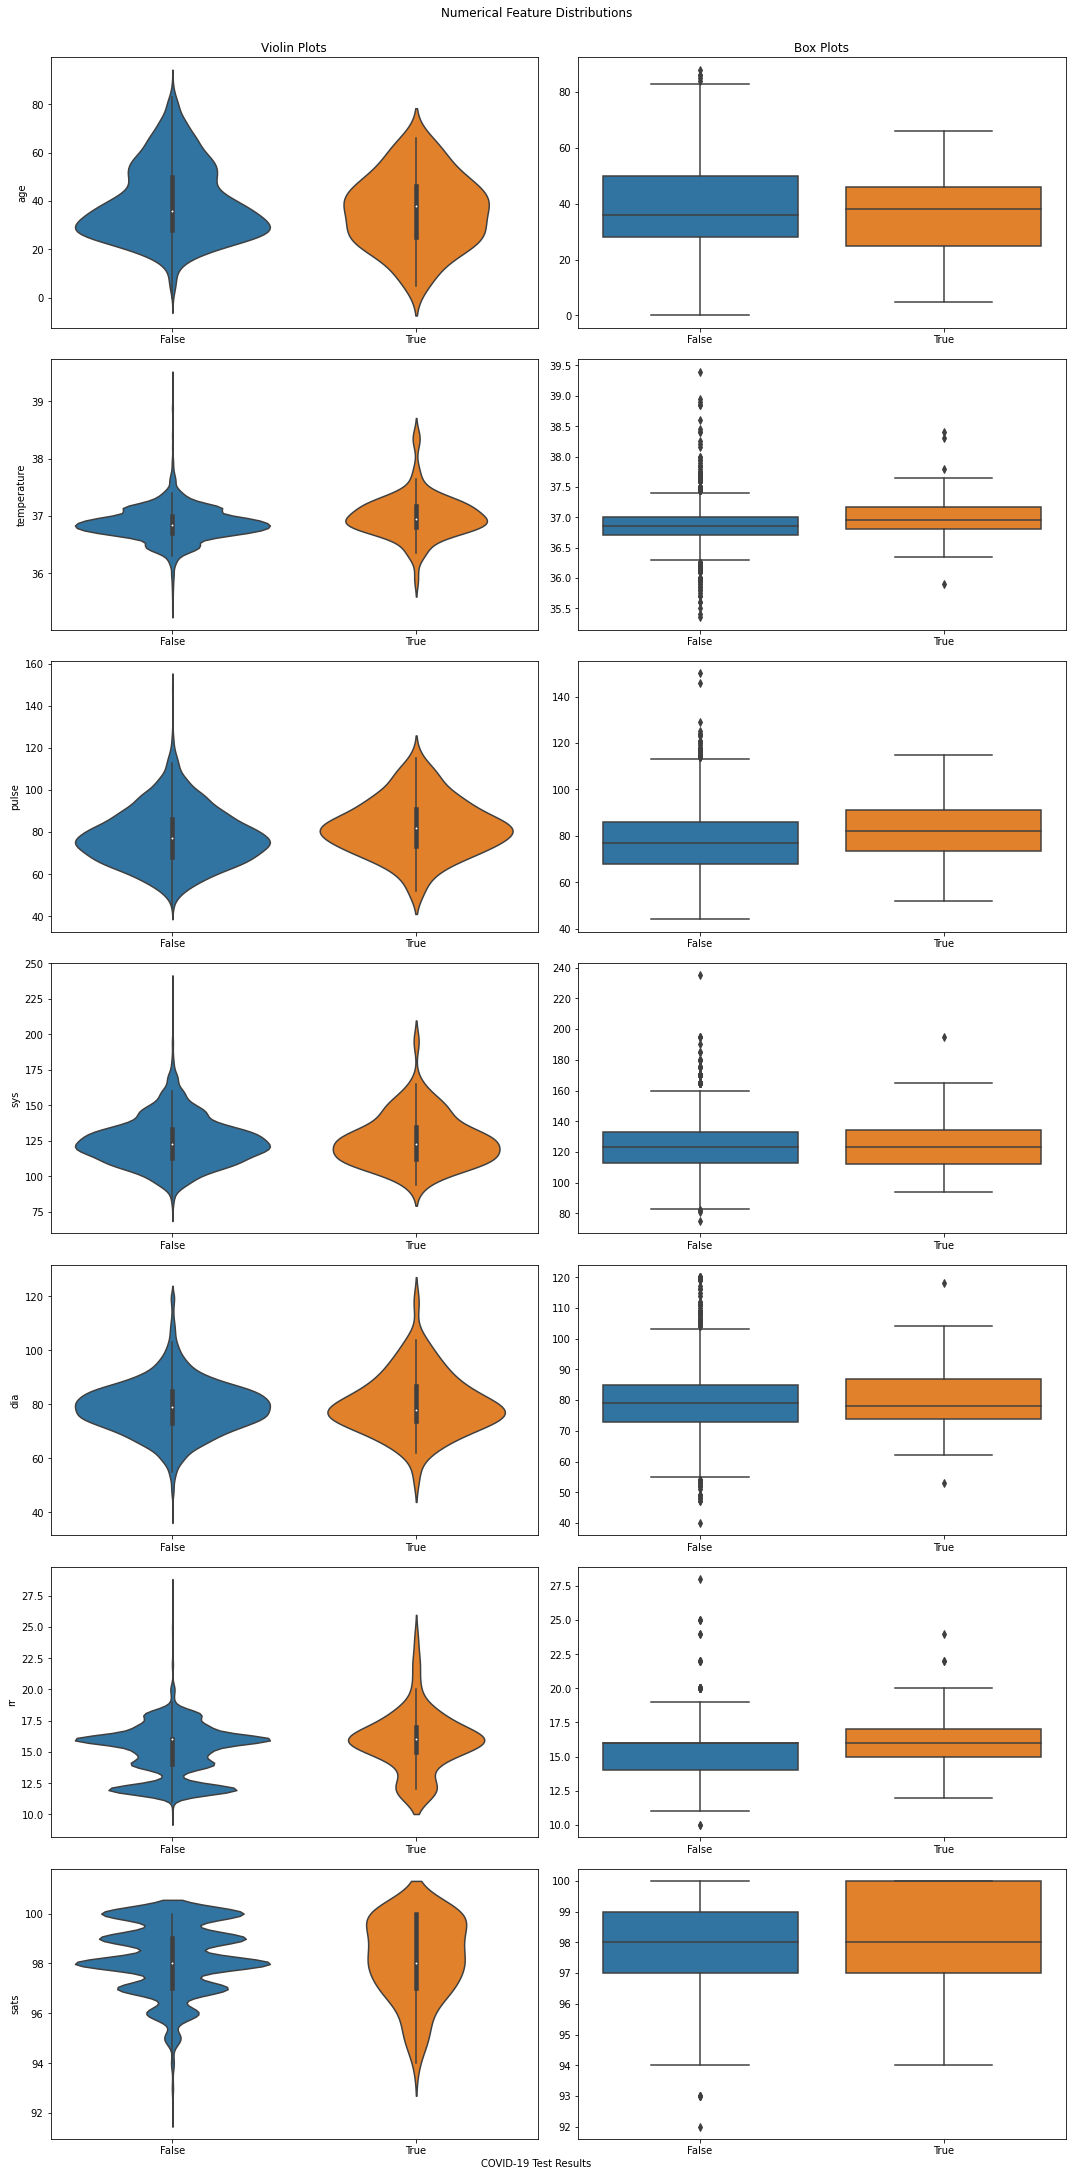 Numerical Feature Distributions
Violin Plots
Box Plots
80
60
40
20
0
age
False
True
80
60
40
20
0
False
True
39
38
37
36
temperature
False
True
39.5
39.0
38.5
38.0
37.5
37.0
36.5
36.0
35.5
False
True
160
140
120
100
80
60
40
pulse
False
True
140
120
100
80
60
40
False
True
250
225
200
175
150
125
100
75
sys
False
True
240
220
200
180
160
140
120
100
80
False
True
120
100
80
60
40
dia
False
True
120
110
100
90
80
70
60
50
40
False
True
27.5
25.0
22.5
20.0
17.5
15.0
12.5
10.0
rr
False
True
27.5
25.0
22.5
20.0
17.5
15.0
12.5
10.0
False
True
100
98
96
94
92
sats
False
True
100
99
98
97
96
95
94
93
92
False
True
COVID-19 Test Results